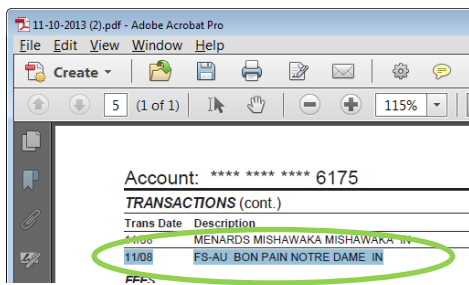 11-10-2013 (2).pdf - Adobe Acrobat Pro
File Edit View Window Help
Create
5 (1 of 1) 115%
Account: **** **** **** 6175
TRANSACTIONS (cont.)
Trans Date Description
11/08 MENARDS MISHAWAKA MISHAWAKA IN
11/08 FS-AU BON PAIN NOTRE DAME IN
FEES